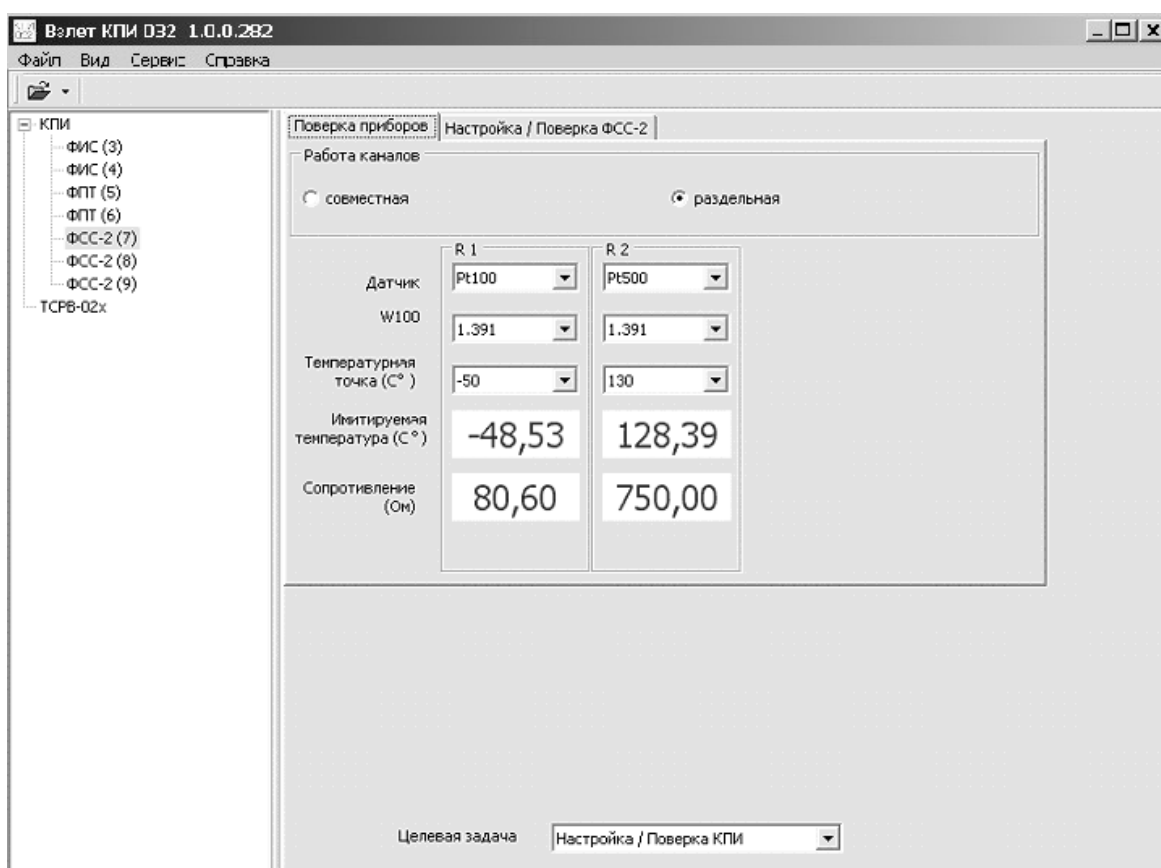 Взлет КПИ D32 1.0.0.282
Файл Вид Сервис Справка
КПИ
ФИС (3)
ФИС (4)
ФПТ (5)
ФПТ (6)
ФСС-2 (7)
ФСС-2 (8)
ФСС-2 (9)
ТСРВ-02х
Поверка приборов Настройка / Поверка ФСС-2
Работа каналов
совместная раздельная
R 1 R 2
Датчик Pt100 Pt500
W100 1.391 1.391
Температурная
точка (С° ) -50 130
Имитируемая
температура (С° ) -48,53 128,39
Сопротивление
(Ом) 80,60 750,00
Целевая задача Настройка / Поверка КПИ